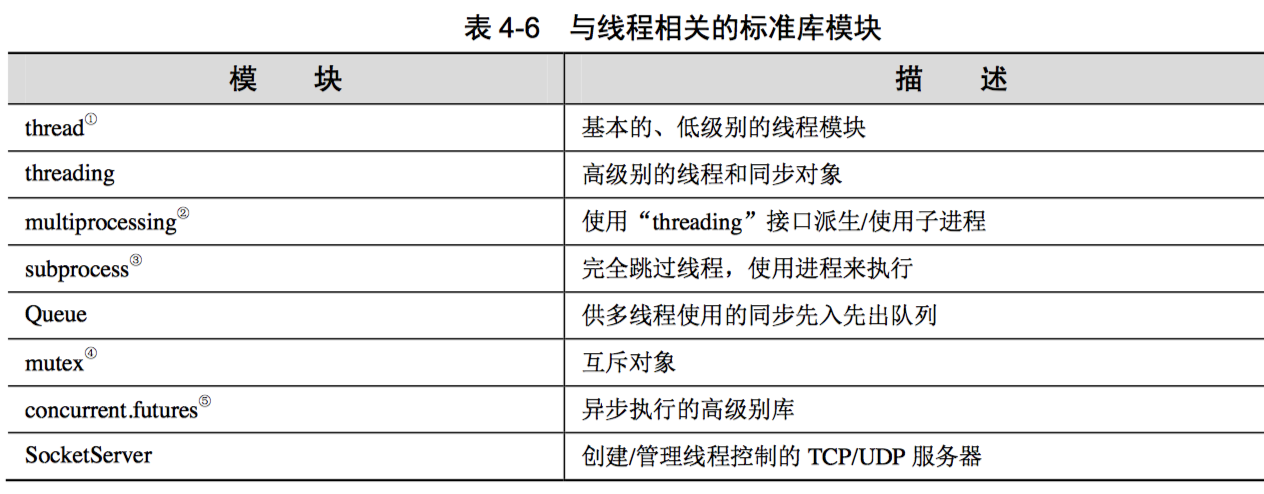 表 4-6 与线程相关的标准库模块
模 块 描 述
thread① 基本的、低级别的线程模块
threading 高级别的线程和同步对象
multiprocessing② 使用“threading”接口派生/使用子进程
subprocess③ 完全跳过线程，使用进程来执行
Queue 供多线程使用的同步先入先出队列
mutex④ 互斥对象
concurrent.futures⑤ 异步执行的高级别库
SocketServer 创建/管理线程控制的 TCP/UDP 服务器